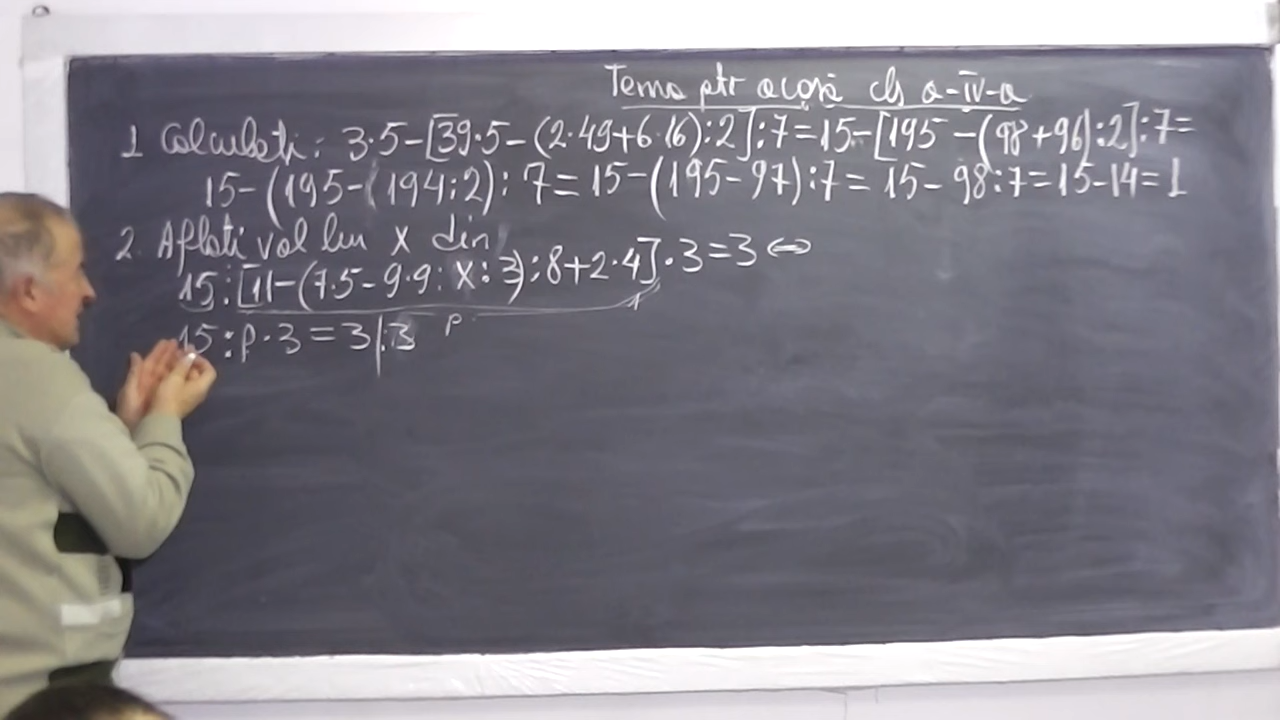 Tema ptr acasă cls a-IV-a
1 Calculati: 3·5-[39·5-(2·49+6·16):2]:7=15-[195-(98+96):2]:7=
15-(195-(194:2):7=15-(195-97):7=15-98:7=15-14=1
2. Aflati val lui x din
15:[11-(7·5-9·9:x:3):8+2·4]·3=3⇔
p
15:p·3=3|:3